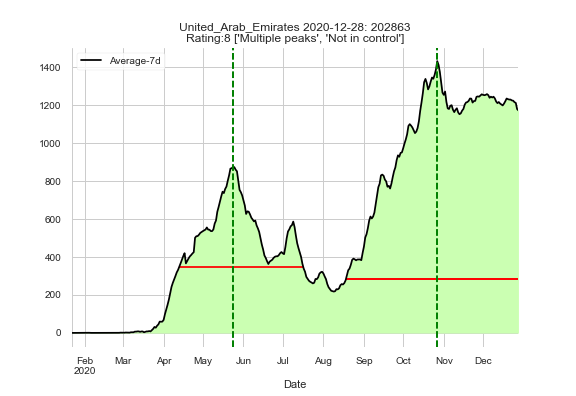 United_Arab_Emirates 2020-12-28: 202863
Rating:8 ['Multiple peaks', 'Not in control']
Average-7d
1400
1200
1000
800
600
400
200
0
Feb Mar Apr May Jun Jul Aug Sep Oct Nov Dec
2020
Date